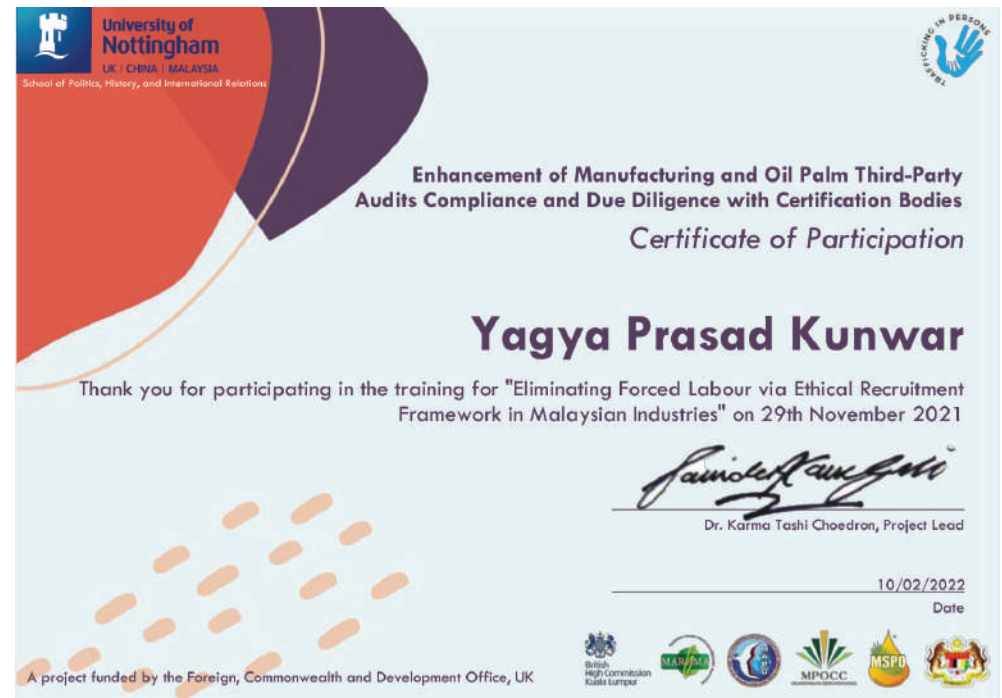 University of
Nottingham
UK | CHINA | MALAYSIA
School of Politics, History, and International Relations
TRAFFICKING IN PERSONS
Enhancement of Manufacturing and Oil Palm Third-Party
Audits Compliance and Due Diligence with Certification Bodies
Certificate of Participation
Yagya Prasad Kunwar
Thank you for participating in the training for "Eliminating Forced Labour via Ethical Recruitment
Framework in Malaysian Industries" on 29th November 2021
Dr. Karma Tashi Choedron, Project Lead
10/02/2022
Date
A project funded by the Foreign, Commonwealth and Development Office, UK
British
High Commission
Kuala Lumpur
MPOCC
MSPO